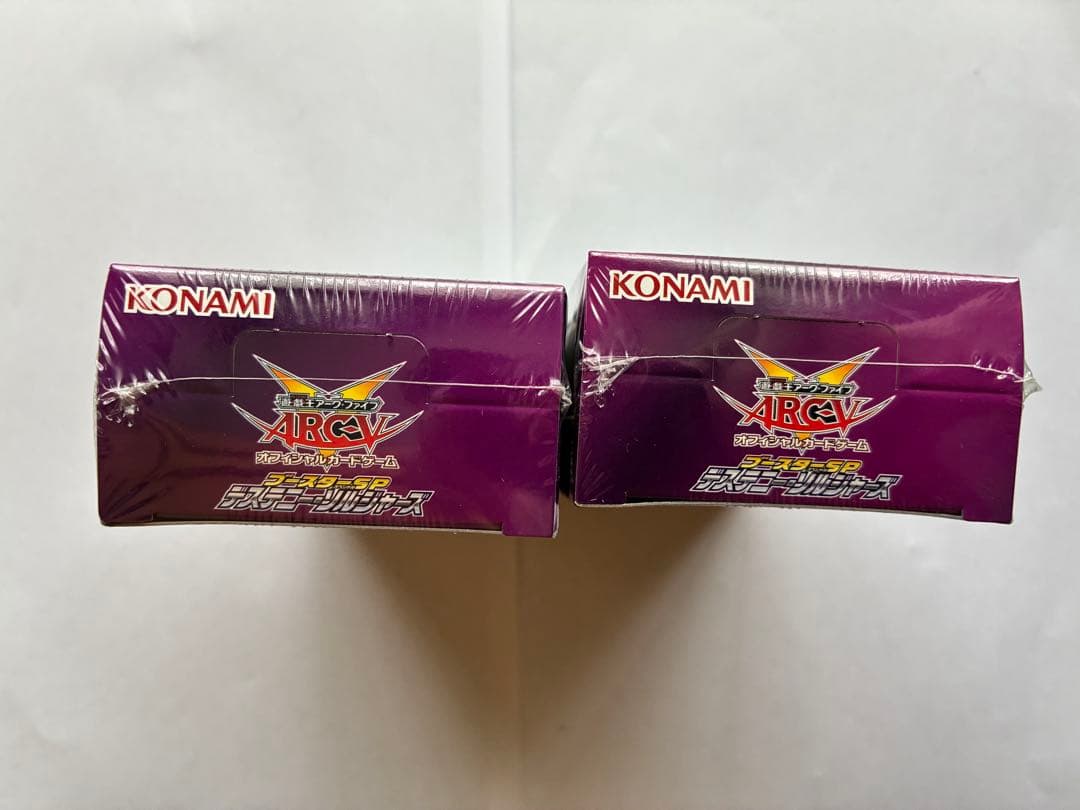 KONAMI
遊戯王アーク・ファイブ
ARC-V
オフィシャルカードゲーム
ブースターSP
デステニー・ソルジャーズ
KONAMI
遊戯王アーク・ファイブ
ARC-V
オフィシャルカードゲーム
ブースターSP
デステニー・ソルジャーズ